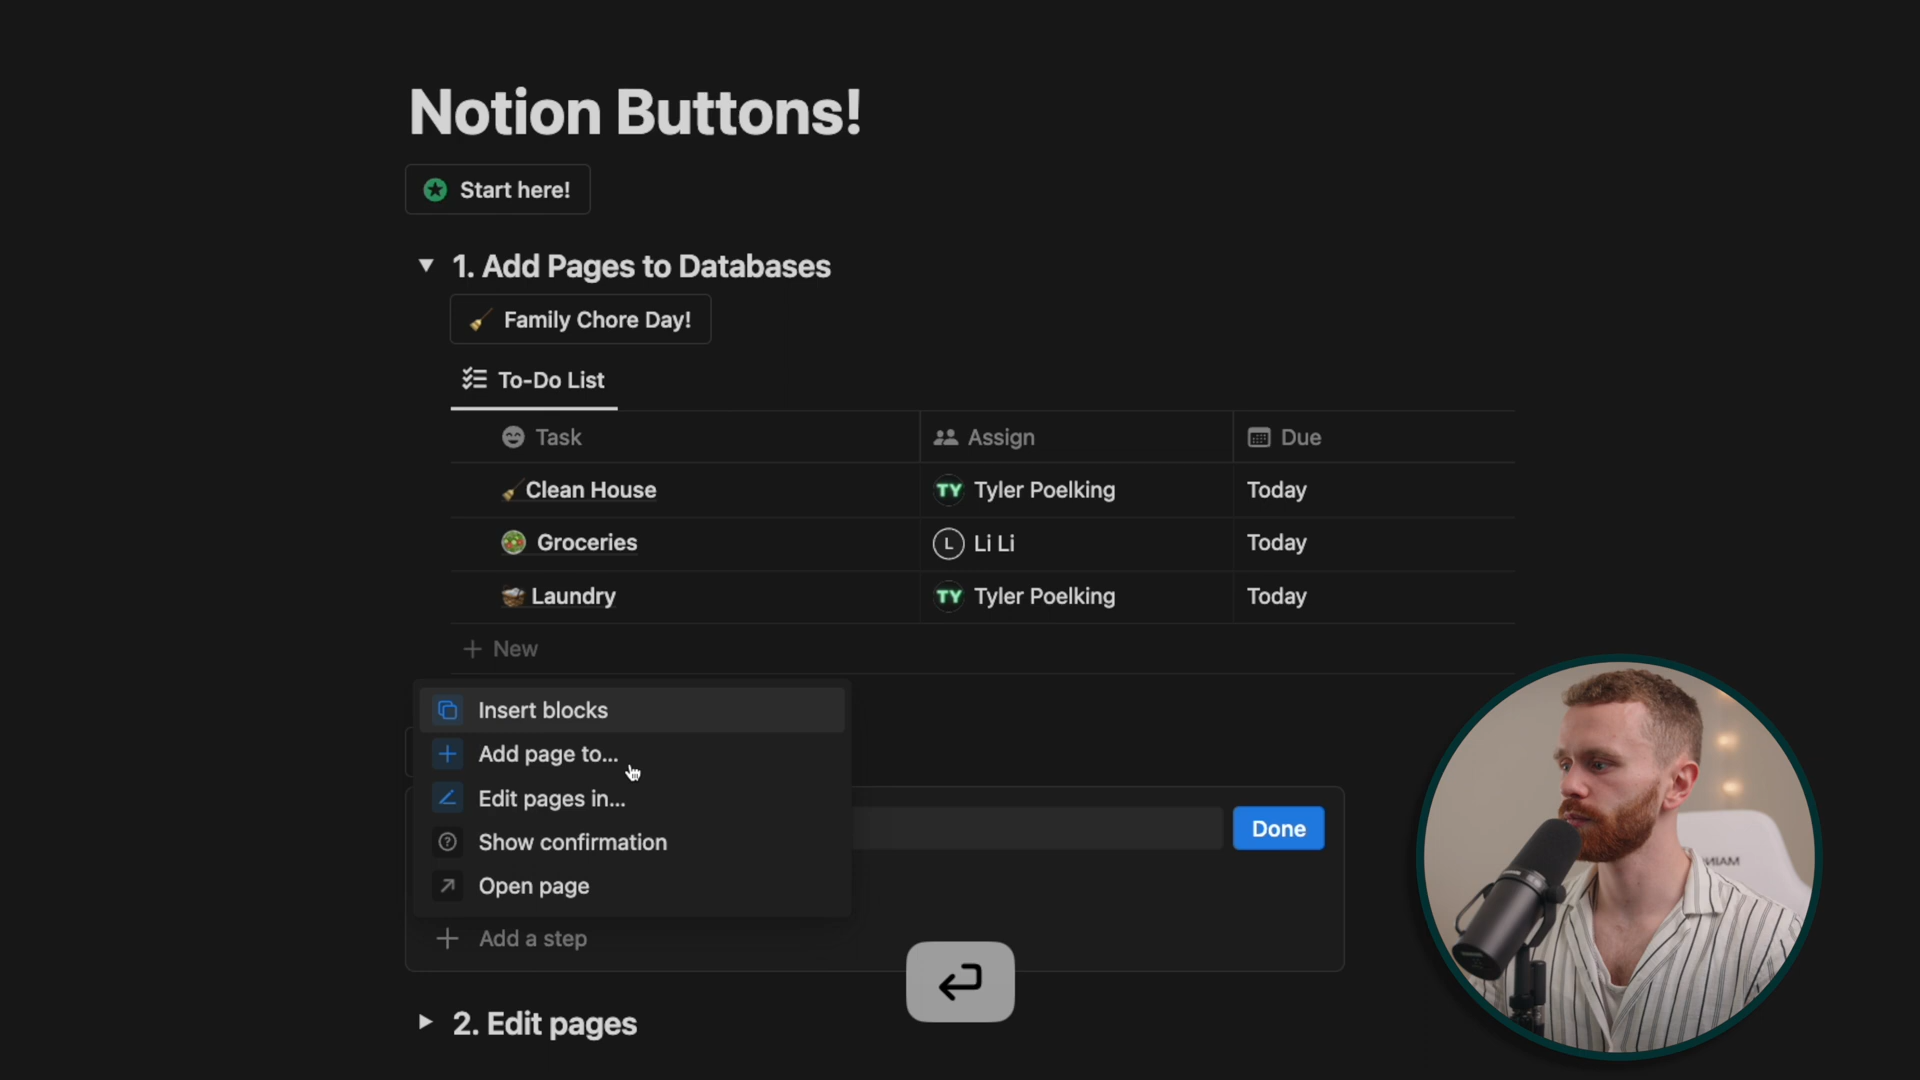 Notion Buttons!
Start here!
1. Add Pages to Databases
Family Chore Day!
To-Do List
Task Assign Due
Clean House TY Tyler Poelking Today
Groceries L Li Li Today
Laundry TY Tyler Poelking Today
+ New
Insert blocks
Add page to...
Edit pages in...
Done
Show confirmation
Open page
+ Add a step
2. Edit pages